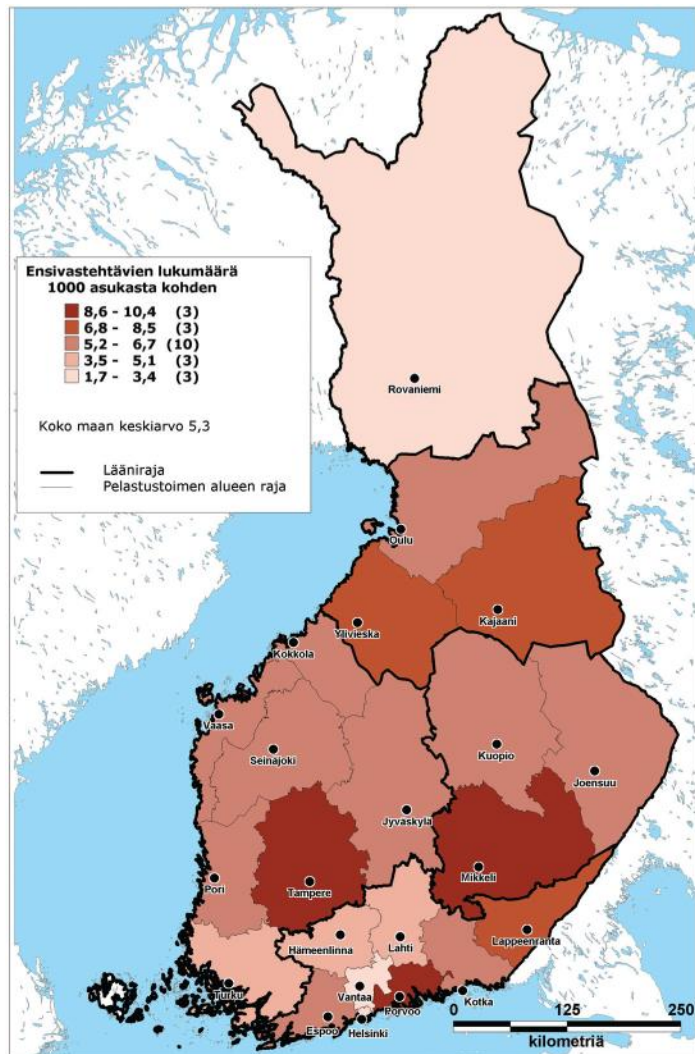 Ensivastehtävien lukumäärä
1000 asukasta kohden
8,6 - 10,4 (3)
6,8 - 8,5 (3)
5,2 - 6,7 (10)
3,5 - 5,1 (3)
1,7 - 3,4 (3)
Koko maan keskiarvo 5,3
Lääniraja
Pelastustoimen alueen raja
Rovaniemi
Oulu
Kajaani
Ylivieska
Kokkola
Vaasa
Seinäjoki
Kuopio
Joensuu
Jyväskylä
Mikkeli
Pori
Tampere
Lappeenranta
Hämeenlinna
Lahti
Turku
Vantaa
Porvoo
Kotka
Espoo
Helsinki
0 125 250
kilometriä